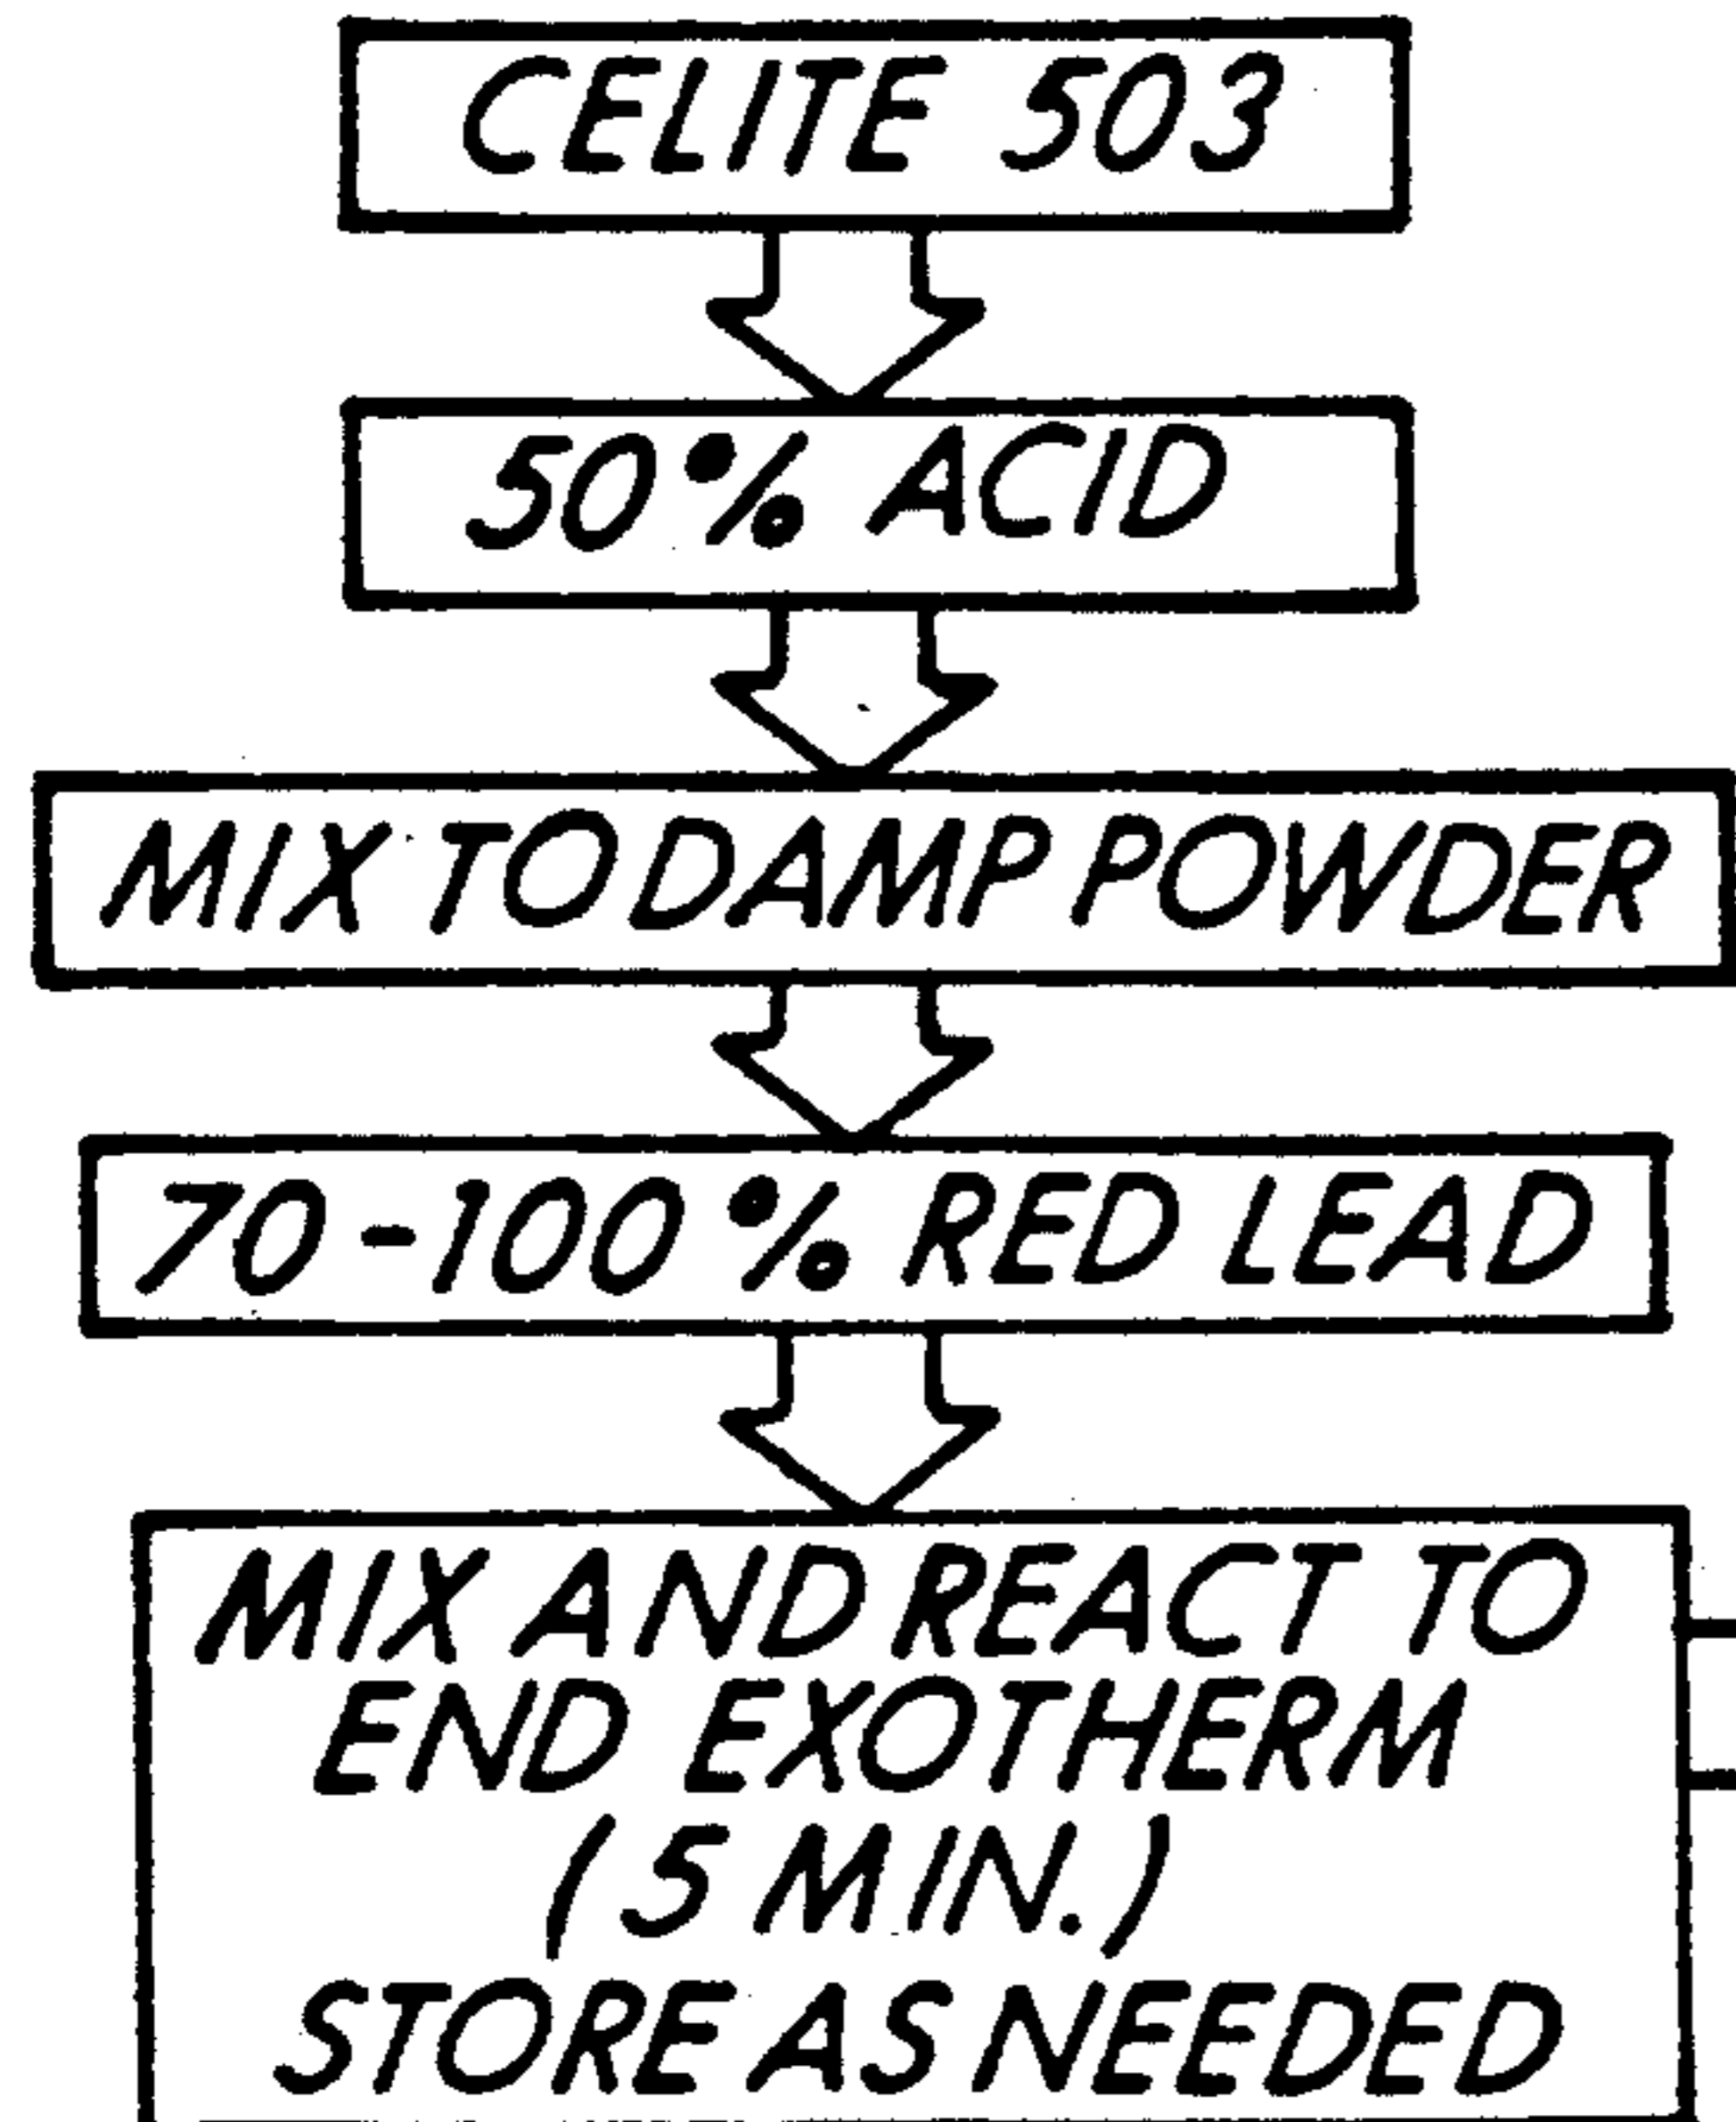 CELITE 503
50% ACID
MIX TO DAMP POWDER
70-100% RED LEAD
MIX AND REACT TO
END EXOTHERM
(5 MIN.)
STORE AS NEEDED